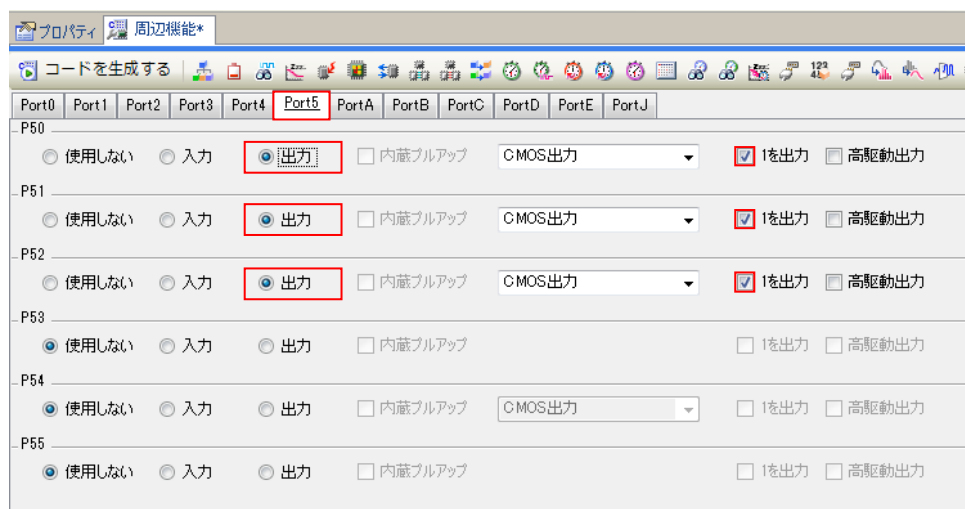 プロパティ 周辺機能*
コードを生成する
Port0 Port1 Port2 Port3 Port4 Port5 PortA PortB PortC PortD PortE PortJ
P50
使用しない 入力 出力 内蔵プルアップ CMOS出力 1を出力 高駆動出力
P51
使用しない 入力 出力 内蔵プルアップ CMOS出力 1を出力 高駆動出力
P52
使用しない 入力 出力 内蔵プルアップ CMOS出力 1を出力 高駆動出力
P53
使用しない 入力 出力 内蔵プルアップ 1を出力 高駆動出力
P54
使用しない 入力 出力 内蔵プルアップ CMOS出力 1を出力 高駆動出力
P55
使用しない 入力 出力 内蔵プルアップ 1を出力 高駆動出力